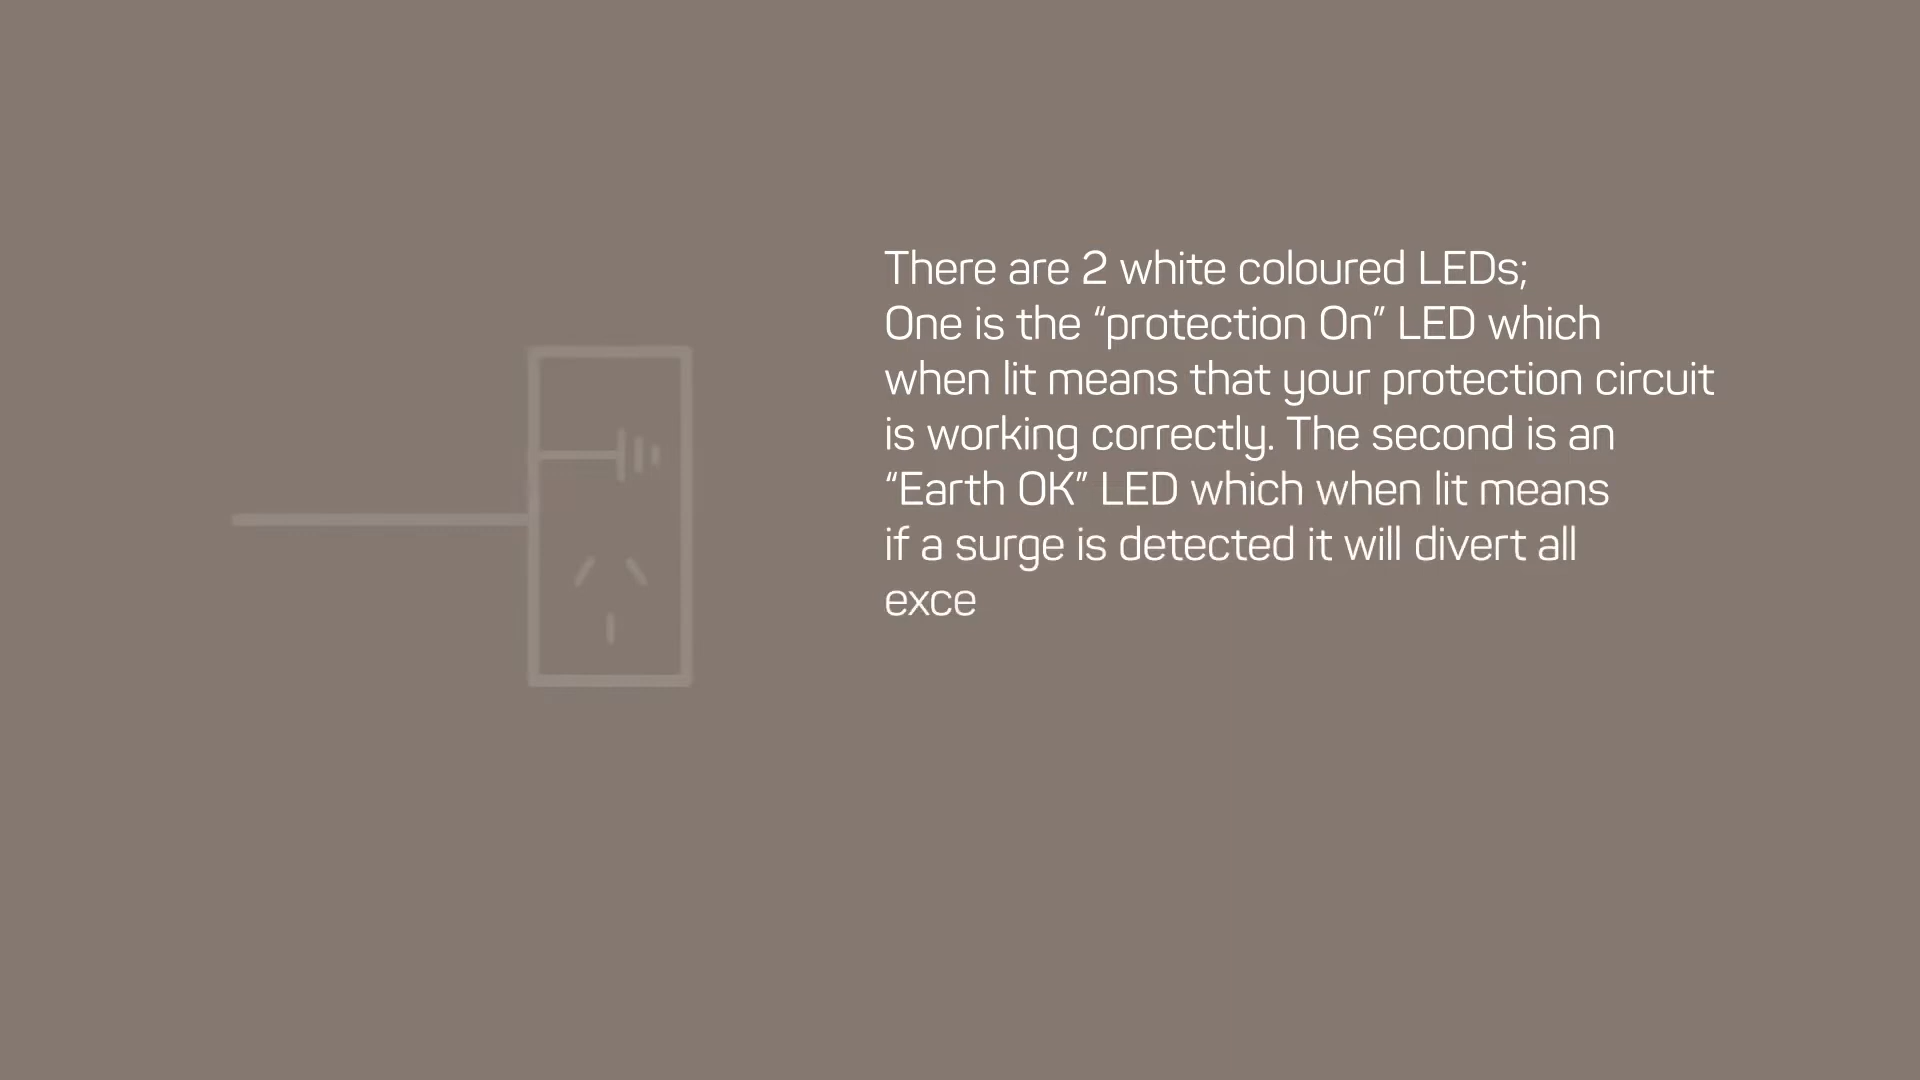 There are 2 white coloured LEDs;
One is the “protection On” LED which
when lit means that your protection circuit
is working correctly. The second is an
“Earth OK” LED which when lit means
if a surge is detected it will divert all
exce